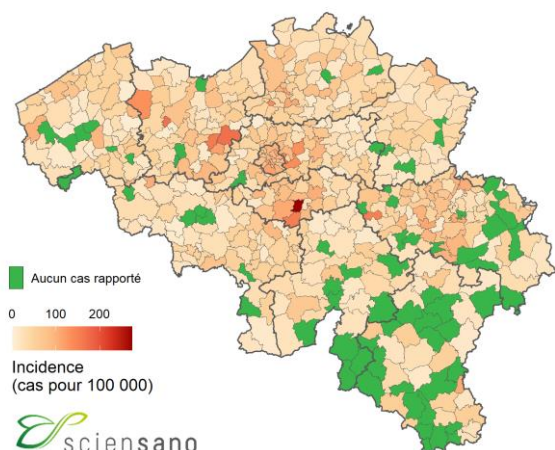 Aucun cas rapporté
0 100 200
Incidence
(cas pour 100 000)
sciensano